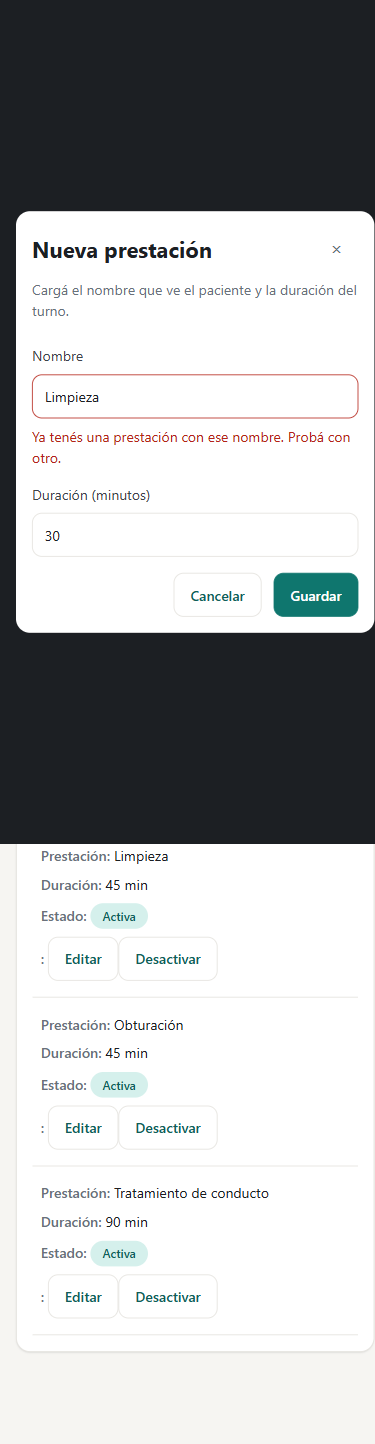 Nueva prestación
×
Cargá el nombre que ve el paciente y la duración del
turno.
Nombre
Limpieza
Ya tenés una prestación con ese nombre. Probá con
otro.
Duración (minutos)
30
Cancelar Guardar
Prestación: Limpieza
Duración: 45 min
Estado: Activa
: Editar Desactivar
Prestación: Obturación
Duración: 45 min
Estado: Activa
: Editar Desactivar
Prestación: Tratamiento de conducto
Duración: 90 min
Estado: Activa
: Editar Desactivar